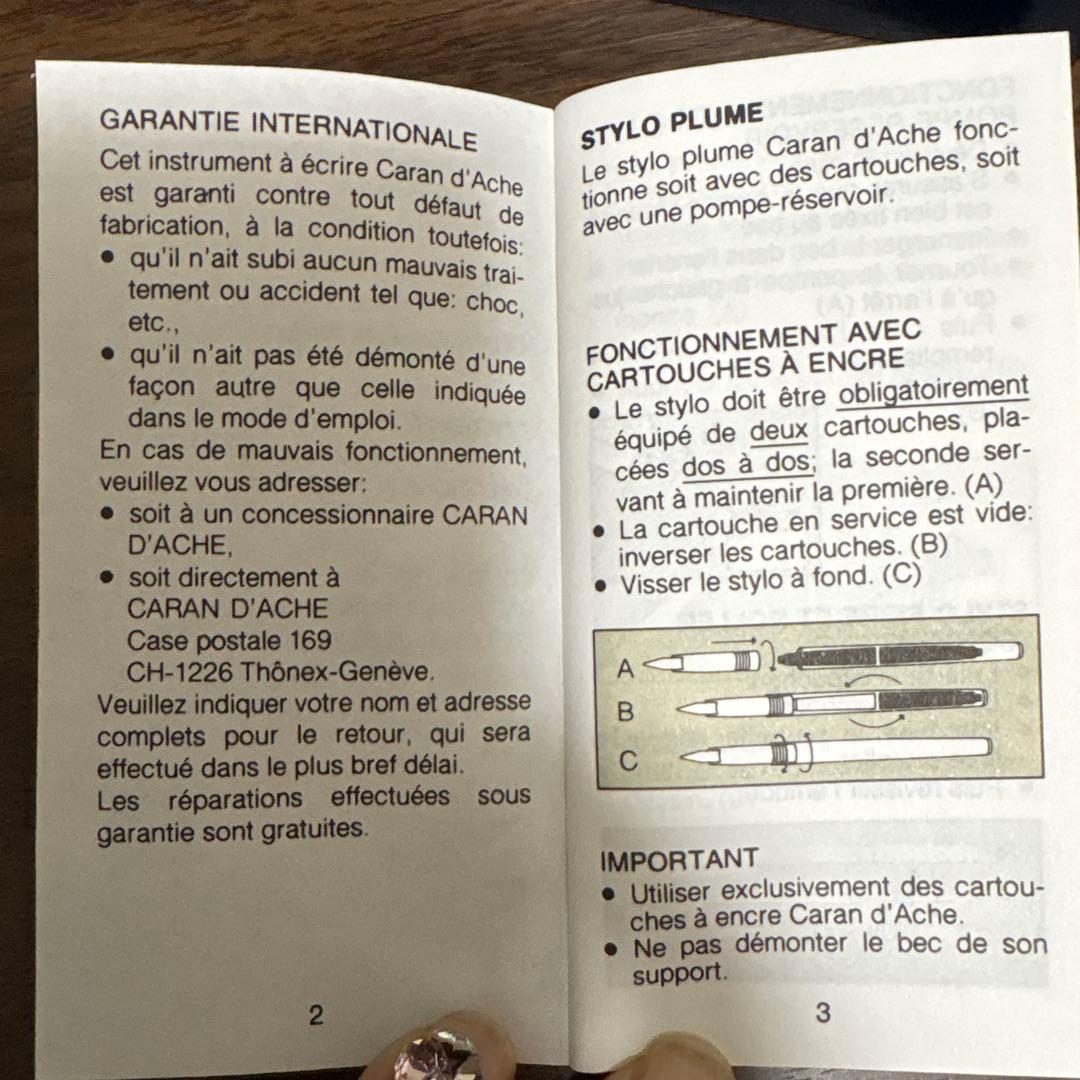 GARANTIE INTERNATIONALE
Cet instrument à écrire Caran d'Ache
est garanti contre tout défaut de
fabrication, à la condition toutefois:
• qu'il n'ait subi aucun mauvais trai-
tement ou accident tel que: choc,
etc.,
• qu'il n'ait pas été démonté d'une
façon autre que celle indiquée
dans le mode d'emploi.
En cas de mauvais fonctionnement,
veuillez vous adresser:
• soit à un concessionnaire CARAN
D'ACHE,
• soit directement à
CARAN D'ACHE
Case postale 169
CH-1226 Thônex-Genève.
Veuillez indiquer votre nom et adresse
complets pour le retour, qui sera
effectué dans le plus bref délai.
Les réparations effectuées sous
garantie sont gratuites.
2
STYLO PLUME
Le stylo plume Caran d'Ache fonc-
tionne soit avec des cartouches, soit
avec une pompe-réservoir.
FONCTIONNEMENT AVEC
CARTOUCHES À ENCRE
• Le stylo doit être obligatoirement
équipé de deux cartouches, pla-
cées dos à dos; la seconde ser-
vant à maintenir la première. (A)
• La cartouche en service est vide:
inverser les cartouches. (B)
• Visser le stylo à fond. (C)
A
B
C
IMPORTANT
• Utiliser exclusivement des cartou-
ches à encre Caran d'Ache.
• Ne pas démonter le bec de son
support.
3